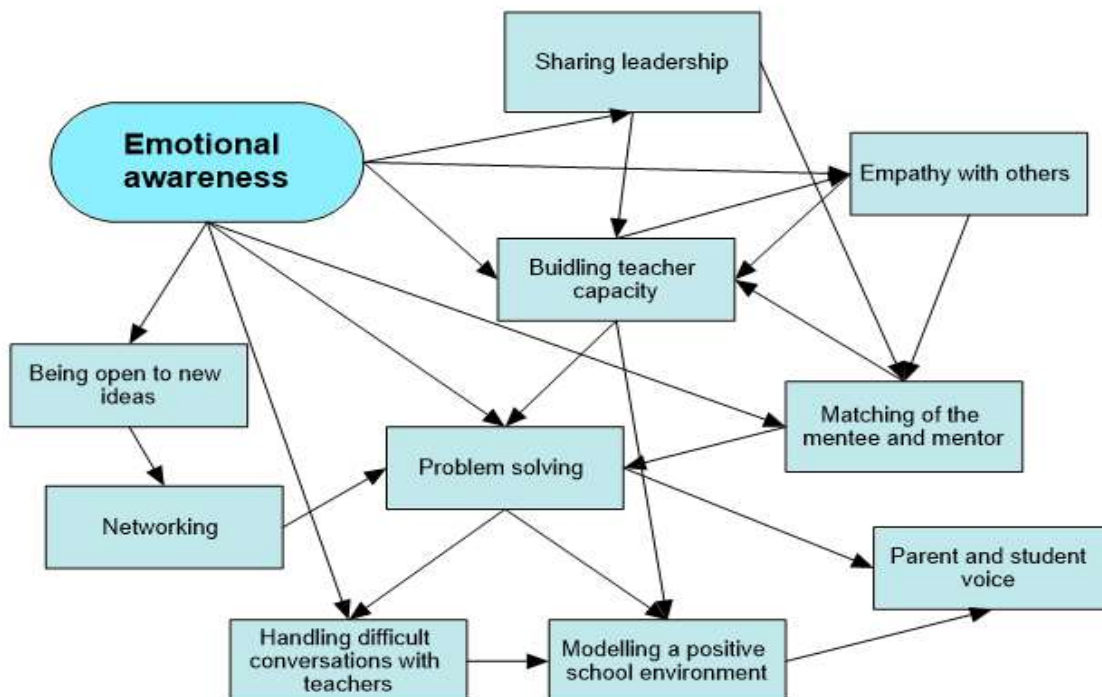 Sharing leadership
Emotional
awareness
Empathy with others
Buidling teacher
capacity
Being open to new
ideas
Matching of the
mentee and mentor
Problem solving
Networking
Parent and student
voice
Handling difficult
conversations with
teachers
Modelling a positive
school environment